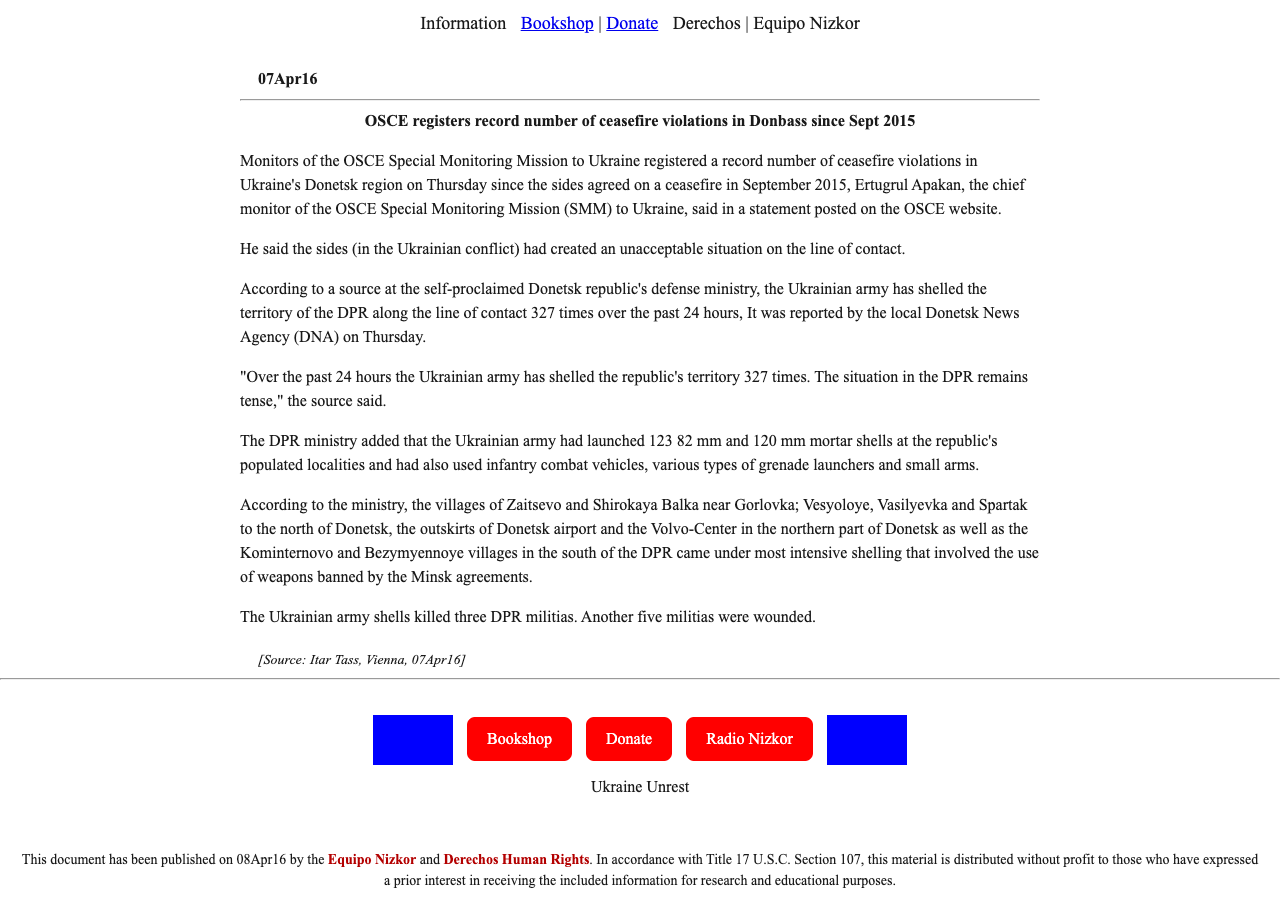 Information Bookshop | Donate Derechos | Equipo Nizkor
07Apr16
OSCE registers record number of ceasefire violations in Donbass since Sept 2015
Monitors of the OSCE Special Monitoring Mission to Ukraine registered a record number of ceasefire violations in
Ukraine's Donetsk region on Thursday since the sides agreed on a ceasefire in September 2015, Ertugrul Apakan, the chief
monitor of the OSCE Special Monitoring Mission (SMM) to Ukraine, said in a statement posted on the OSCE website.
He said the sides (in the Ukrainian conflict) had created an unacceptable situation on the line of contact.
According to a source at the self-proclaimed Donetsk republic's defense ministry, the Ukrainian army has shelled the
territory of the DPR along the line of contact 327 times over the past 24 hours, It was reported by the local Donetsk News
Agency (DNA) on Thursday.
"Over the past 24 hours the Ukrainian army has shelled the republic's territory 327 times. The situation in the DPR remains
tense," the source said.
The DPR ministry added that the Ukrainian army had launched 123 82 mm and 120 mm mortar shells at the republic's
populated localities and had also used infantry combat vehicles, various types of grenade launchers and small arms.
According to the ministry, the villages of Zaitsevo and Shirokaya Balka near Gorlovka; Vesyoloye, Vasilyevka and Spartak
to the north of Donetsk, the outskirts of Donetsk airport and the Volvo-Center in the northern part of Donetsk as well as the
Kominternovo and Bezymyennoye villages in the south of the DPR came under most intensive shelling that involved the use
of weapons banned by the Minsk agreements.
The Ukrainian army shells killed three DPR militias. Another five militias were wounded.
[Source: Itar Tass, Vienna, 07Apr16]
Bookshop Donate Radio Nizkor
Ukraine Unrest
This document has been published on 08Apr16 by the Equipo Nizkor and Derechos Human Rights. In accordance with Title 17 U.S.C. Section 107, this material is distributed without profit to those who have expressed
a prior interest in receiving the included information for research and educational purposes.